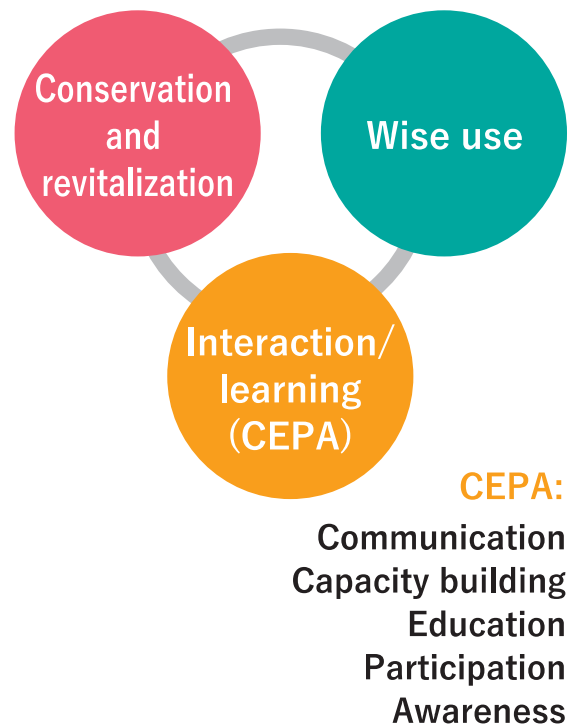 Conservation
and
revitalization
Wise use
Interaction/
learning
(CEPA)
CEPA:
Communication
Capacity building
Education
Participation
Awareness